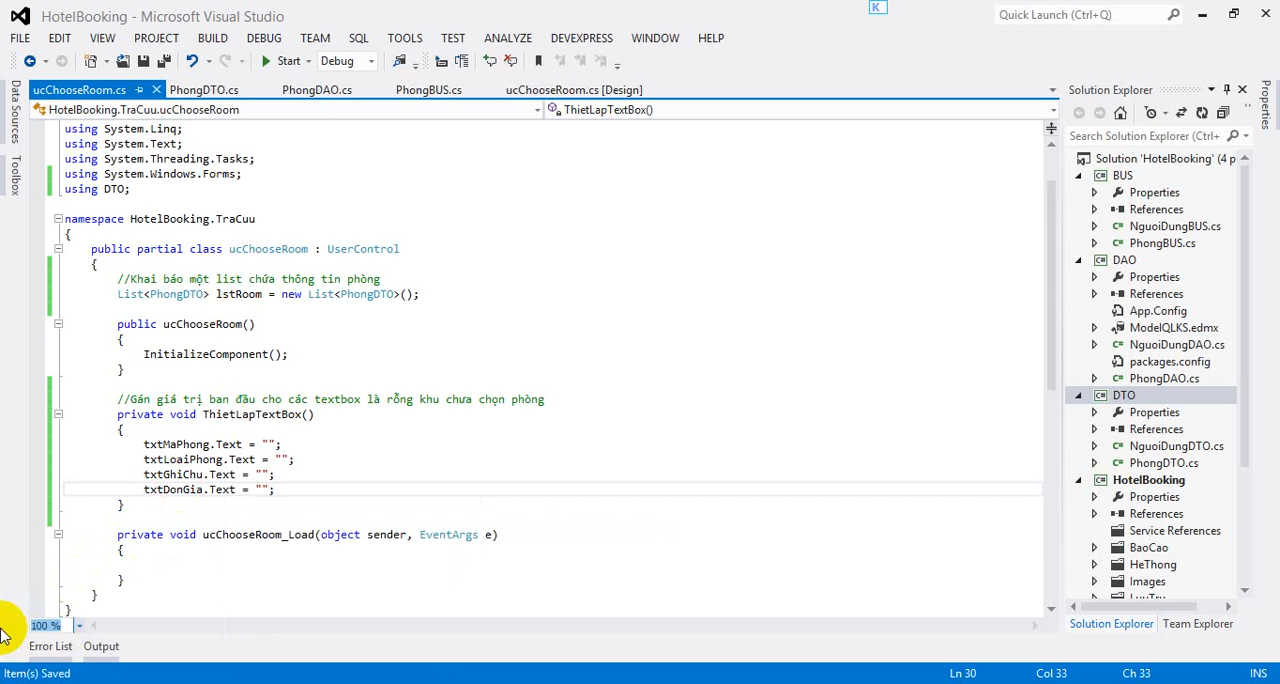 HotelBooking - Microsoft Visual Studio
K
Quick Launch (Ctrl+Q)
FILE EDIT VIEW PROJECT BUILD DEBUG TEAM SQL TOOLS TEST ANALYZE DEVEXPRESS WINDOW HELP
Start Debug
ucChooseRoom.cs PhongDTO.cs PhongDAO.cs PhongBUS.cs ucChooseRoom.cs [Design]
HotelBooking.TraCuu.ucChooseRoom ThietLapTextBox()
Data Sources
Toolbox
using System.Linq;
using System.Text;
using System.Threading.Tasks;
using System.Windows.Forms;
using DTO;
namespace HotelBooking.TraCuu
{
public partial class ucChooseRoom : UserControl
{
//Khai báo một list chứa thông tin phòng
List<PhongDTO> lstRoom = new List<PhongDTO>();
public ucChooseRoom()
{
InitializeComponent();
}
//Gán giá trị ban đầu cho các textbox là rỗng khu chưa chọn phòng
private void ThietLapTextBox()
{
txtMaPhong.Text = "";
txtLoaiPhong.Text = "";
txtGhiChu.Text = "";
txtDonGia.Text = "";
}
private void ucChooseRoom_Load(object sender, EventArgs e)
{
}
}
}
100 %
Error List Output
Solution Explorer
Search Solution Explorer (Ctrl+
Solution 'HotelBooking' (4 p
BUS
Properties
References
NguoiDungBUS.cs
PhongBUS.cs
DAO
Properties
References
App.Config
ModelQLKS.edmx
NguoiDungDAO.cs
packages.config
PhongDAO.cs
DTO
Properties
References
NguoiDungDTO.cs
PhongDTO.cs
HotelBooking
Properties
References
Service References
BaoCao
HeThong
Images
LuuTru
Solution Explorer Team Explorer
Properties
Item(s) Saved Ln 30 Col 33 Ch 33 INS